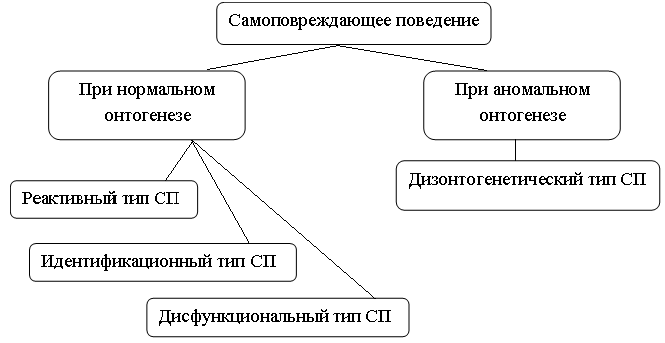 Самоповреждающее поведение
При нормальном
онтогенезе
При аномальном
онтогенезе
Реактивный тип СП
Дизонтогенетический тип СП
Идентификационный тип СП
Дисфункциональный тип СП